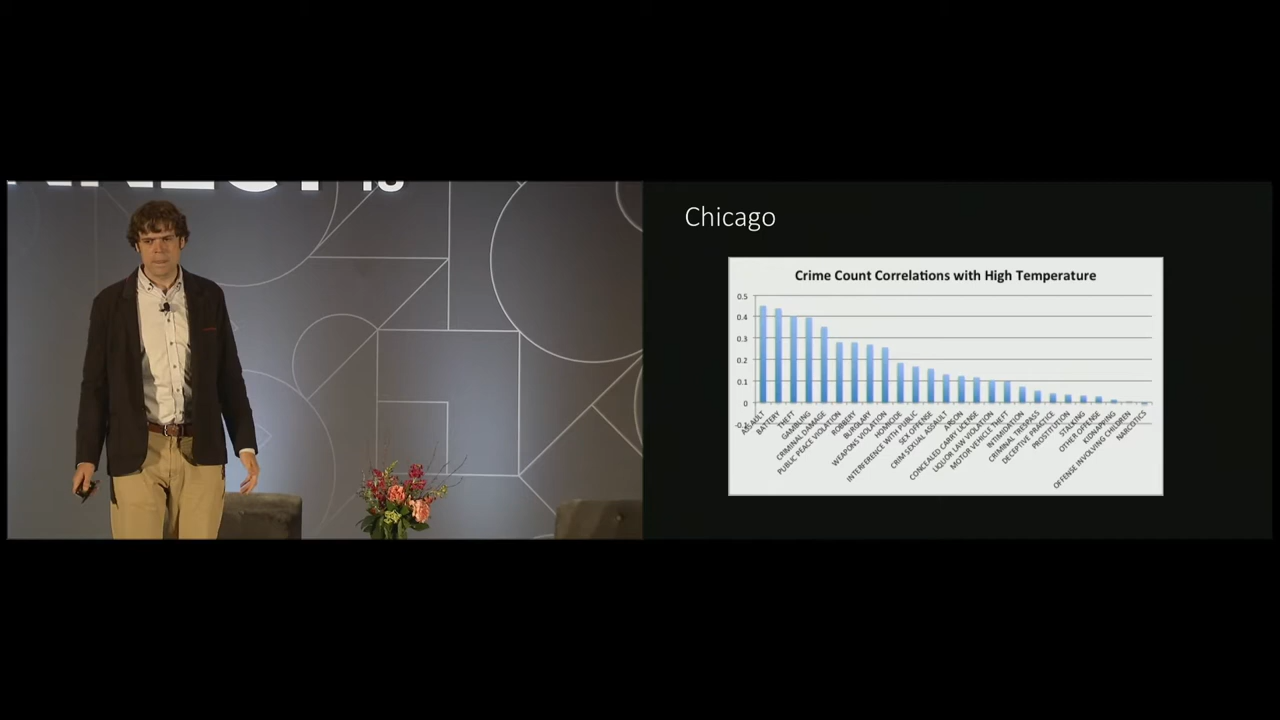 NNECT 18
Chicago
Crime Count Correlations with High Temperature
0.5
0.4
0.3
0.2
0.1
0
ASSAULT
BATTERY
THEFT
GAMBLING
CRIMINAL DAMAGE
PUBLIC PEACE VIOLATION
ROBBERY
BURGLARY
WEAPONS VIOLATION
HOMICIDE
INTERFERENCE WITH PUBLIC
SEX OFFENSE
CRIM SEXUAL ASSAULT
ARSON
CONCEALED CARRY LICENSE
LIQUOR LAW VIOLATION
MOTOR VEHICLE THEFT
INTIMIDATION
CRIMINAL TRESPASS
DECEPTIVE PRACTICE
PROSTITUTION
STALKING
OTHER OFFENSE
KIDNAPPING
OFFENSE INVOLVING CHILDREN
NARCOTICS